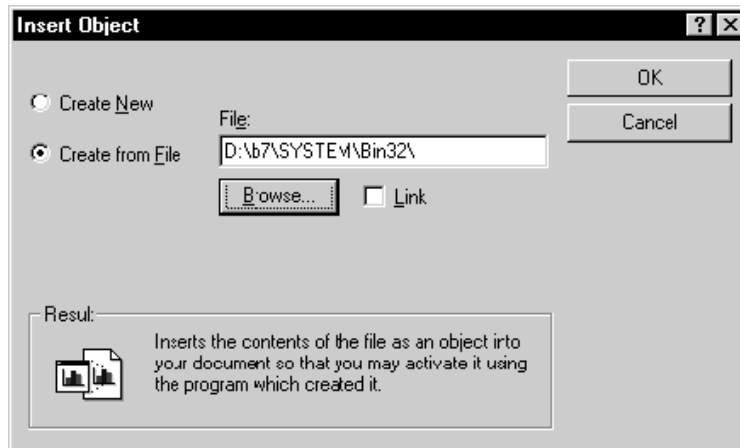 Insert Object
Create New
Create from File
File:
D:\b7\SYSTEM\Bin32\
Browse...
Link
OK
Cancel
Result:
Inserts the contents of the file as an object into
your document so that you may activate it using
the program which created it.